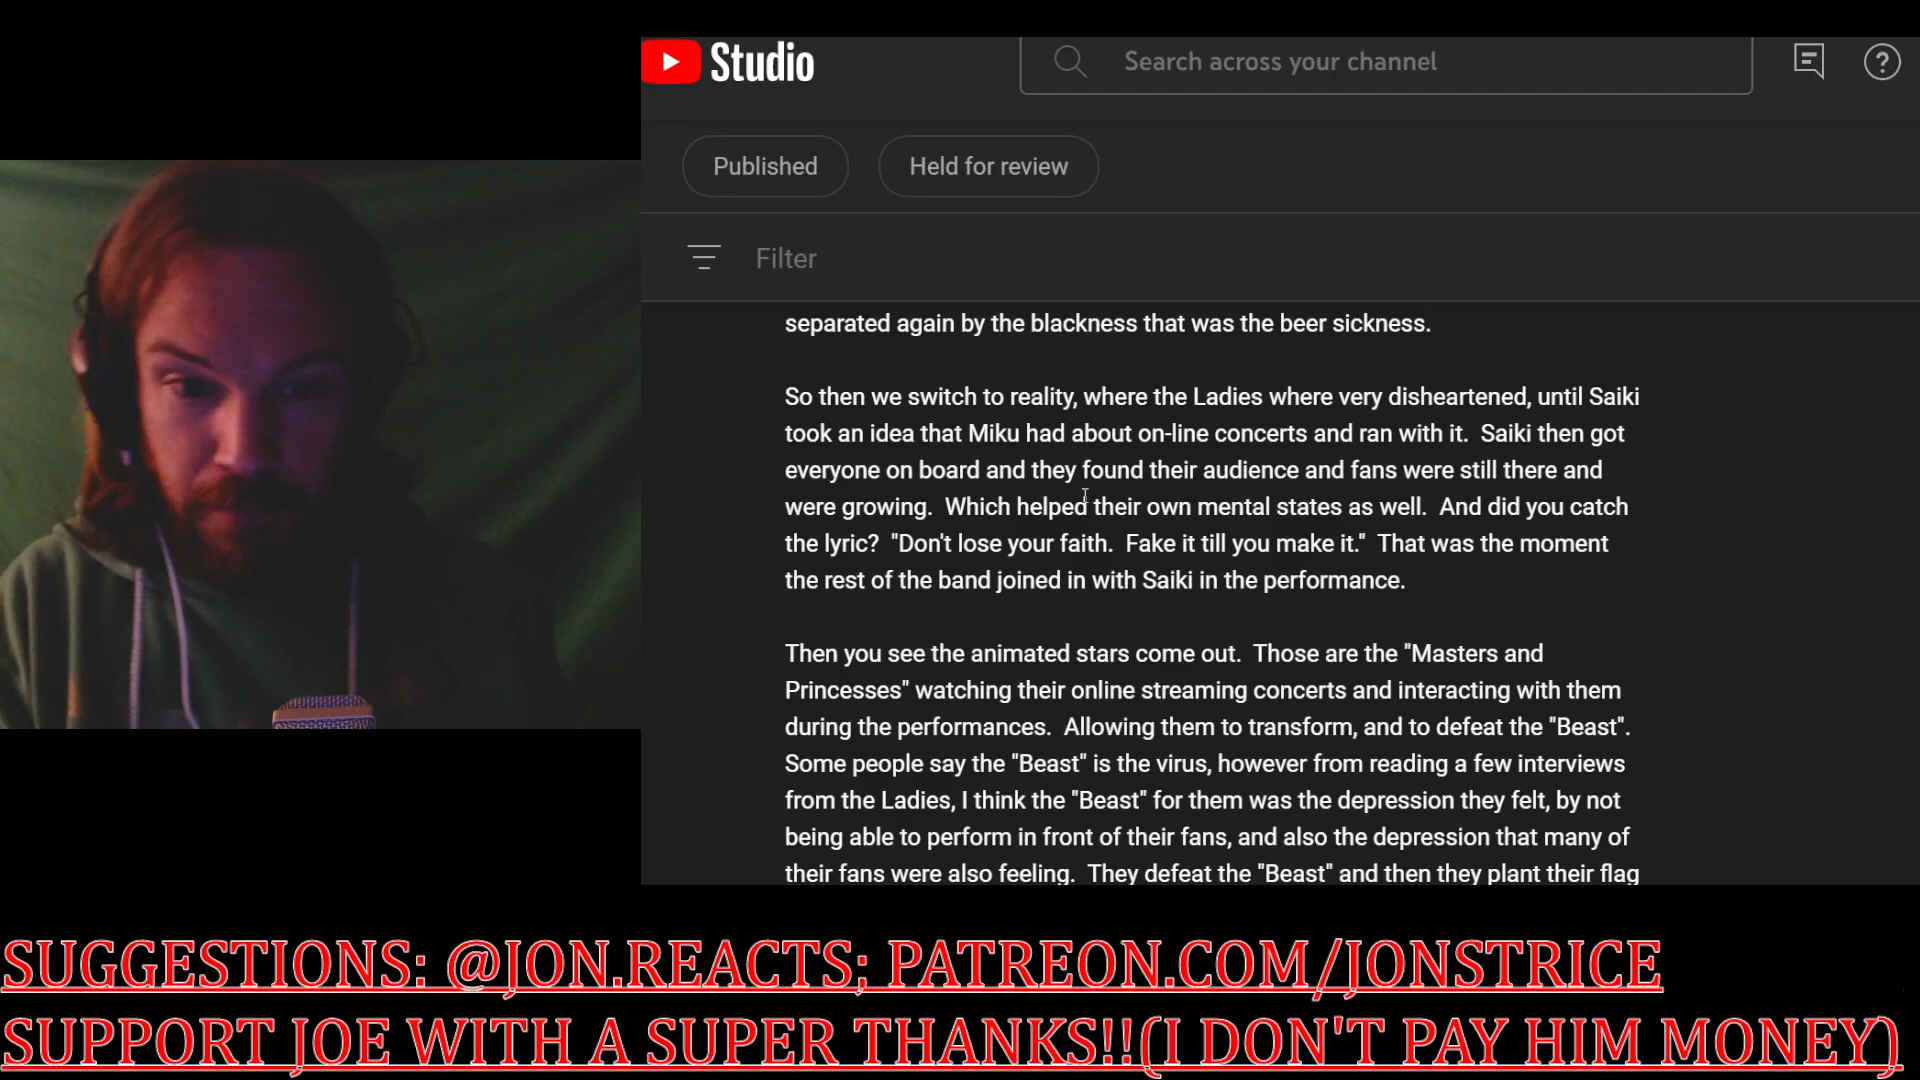 Studio
Search across your channel
Published
Held for review
Filter
separated again by the blackness that was the beer sickness.
So then we switch to reality, where the Ladies where very disheartened, until Saiki
took an idea that Miku had about on-line concerts and ran with it.  Saiki then got
everyone on board and they found their audience and fans were still there and
were growing.  Which helped their own mental states as well.  And did you catch
the lyric?  "Don't lose your faith.  Fake it till you make it."  That was the moment
the rest of the band joined in with Saiki in the performance.
Then you see the animated stars come out.  Those are the "Masters and
Princesses" watching their online streaming concerts and interacting with them
during the performances.  Allowing them to transform, and to defeat the "Beast".
Some people say the "Beast" is the virus, however from reading a few interviews
from the Ladies, I think the "Beast" for them was the depression they felt, by not
being able to perform in front of their fans, and also the depression that many of
their fans were also feeling.  They defeat the "Beast" and then they plant their flag
SUGGESTIONS: @JON.REACTS; PATREON.COM/JONSTRICE
SUPPORT JOE WITH A SUPER THANKS!!(I DON'T PAY HIM MONEY)